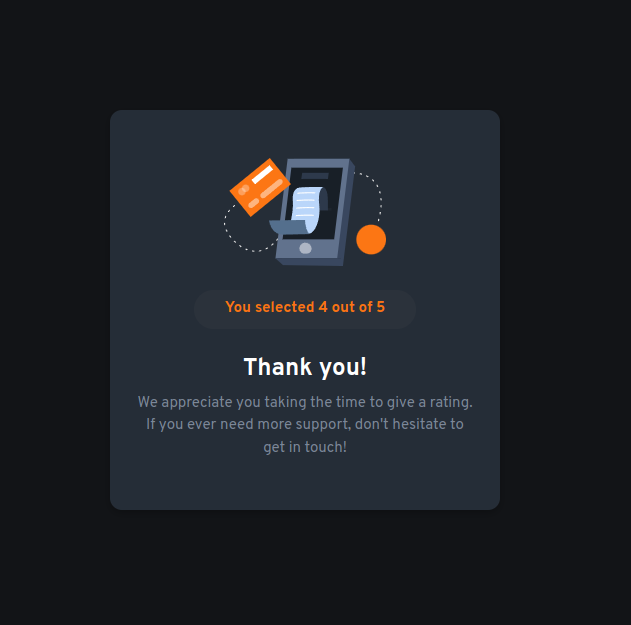 You selected 4 out of 5
Thank you!
We appreciate you taking the time to give a rating.
If you ever need more support, don't hesitate to
get in touch!